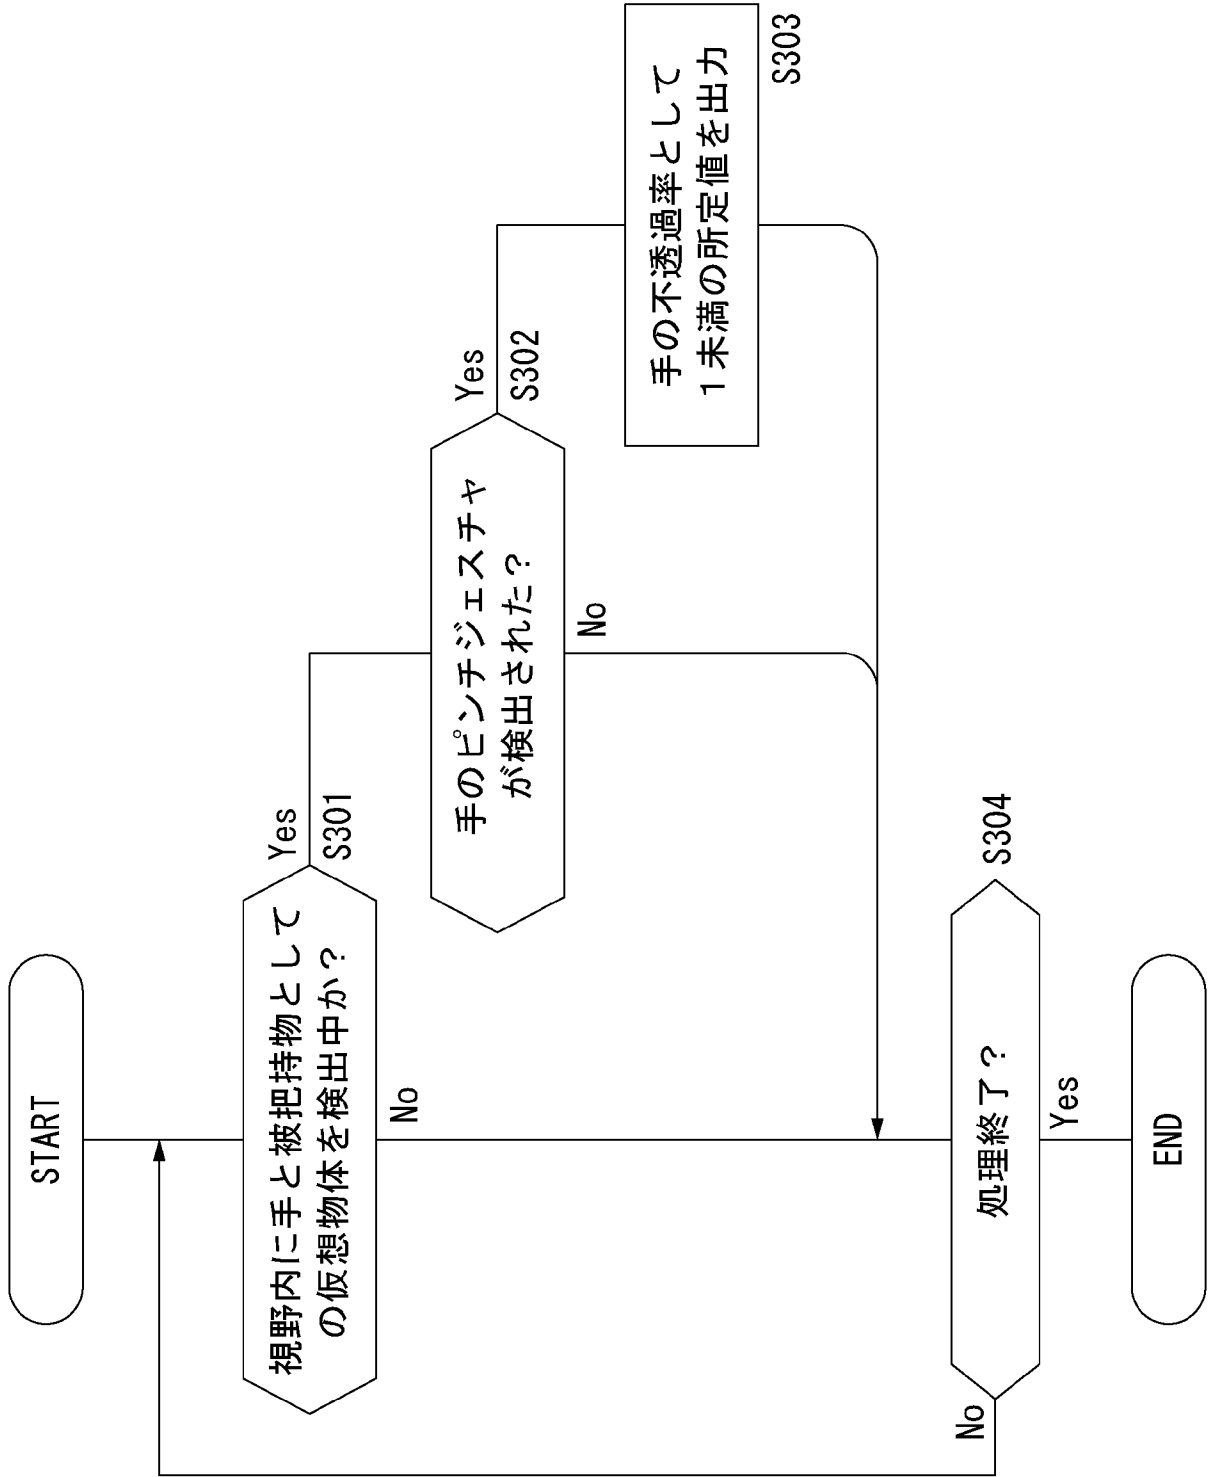 START
視野内に手と被把持物として
の仮想物体を検出中か？
Yes
S301
No
手のピンチジェスチャ
が検出された？
Yes
S302
No
手の不透過率として
１未満の所定値を出力
S303
処理終了？
S304
No
Yes
END